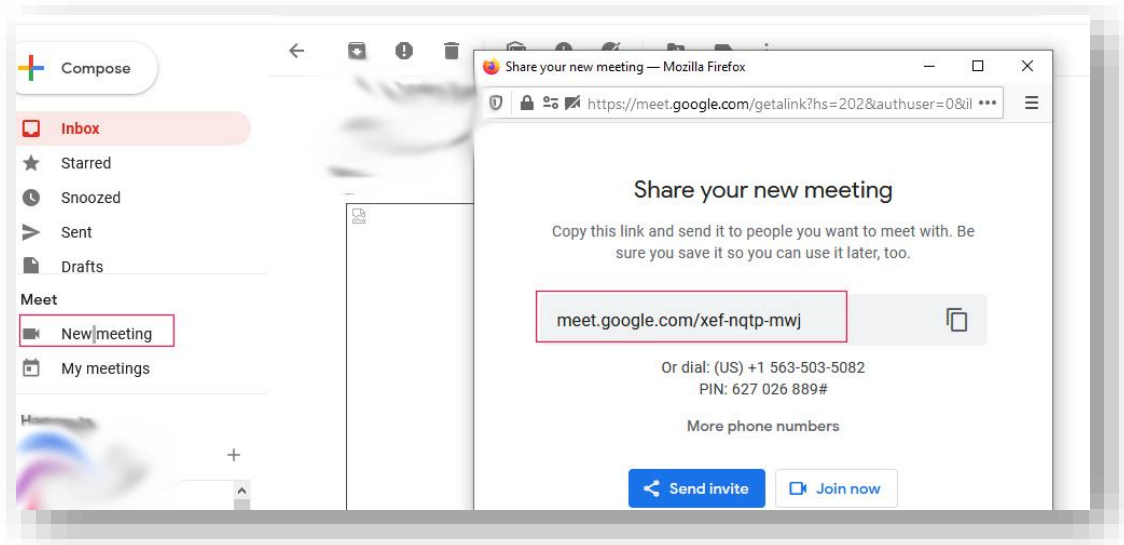 Compose
Inbox
Starred
Snoozed
Sent
Drafts
Meet
New meeting
My meetings
Share your new meeting — Mozilla Firefox
https://meet.google.com/getalink?hs=202&authuser=0&il
Share your new meeting
Copy this link and send it to people you want to meet with. Be
sure you save it so you can use it later, too.
meet.google.com/xef-nqtp-mwj
Or dial: (US) +1 563-503-5082
PIN: 627 026 889#
More phone numbers
Send invite
Join now